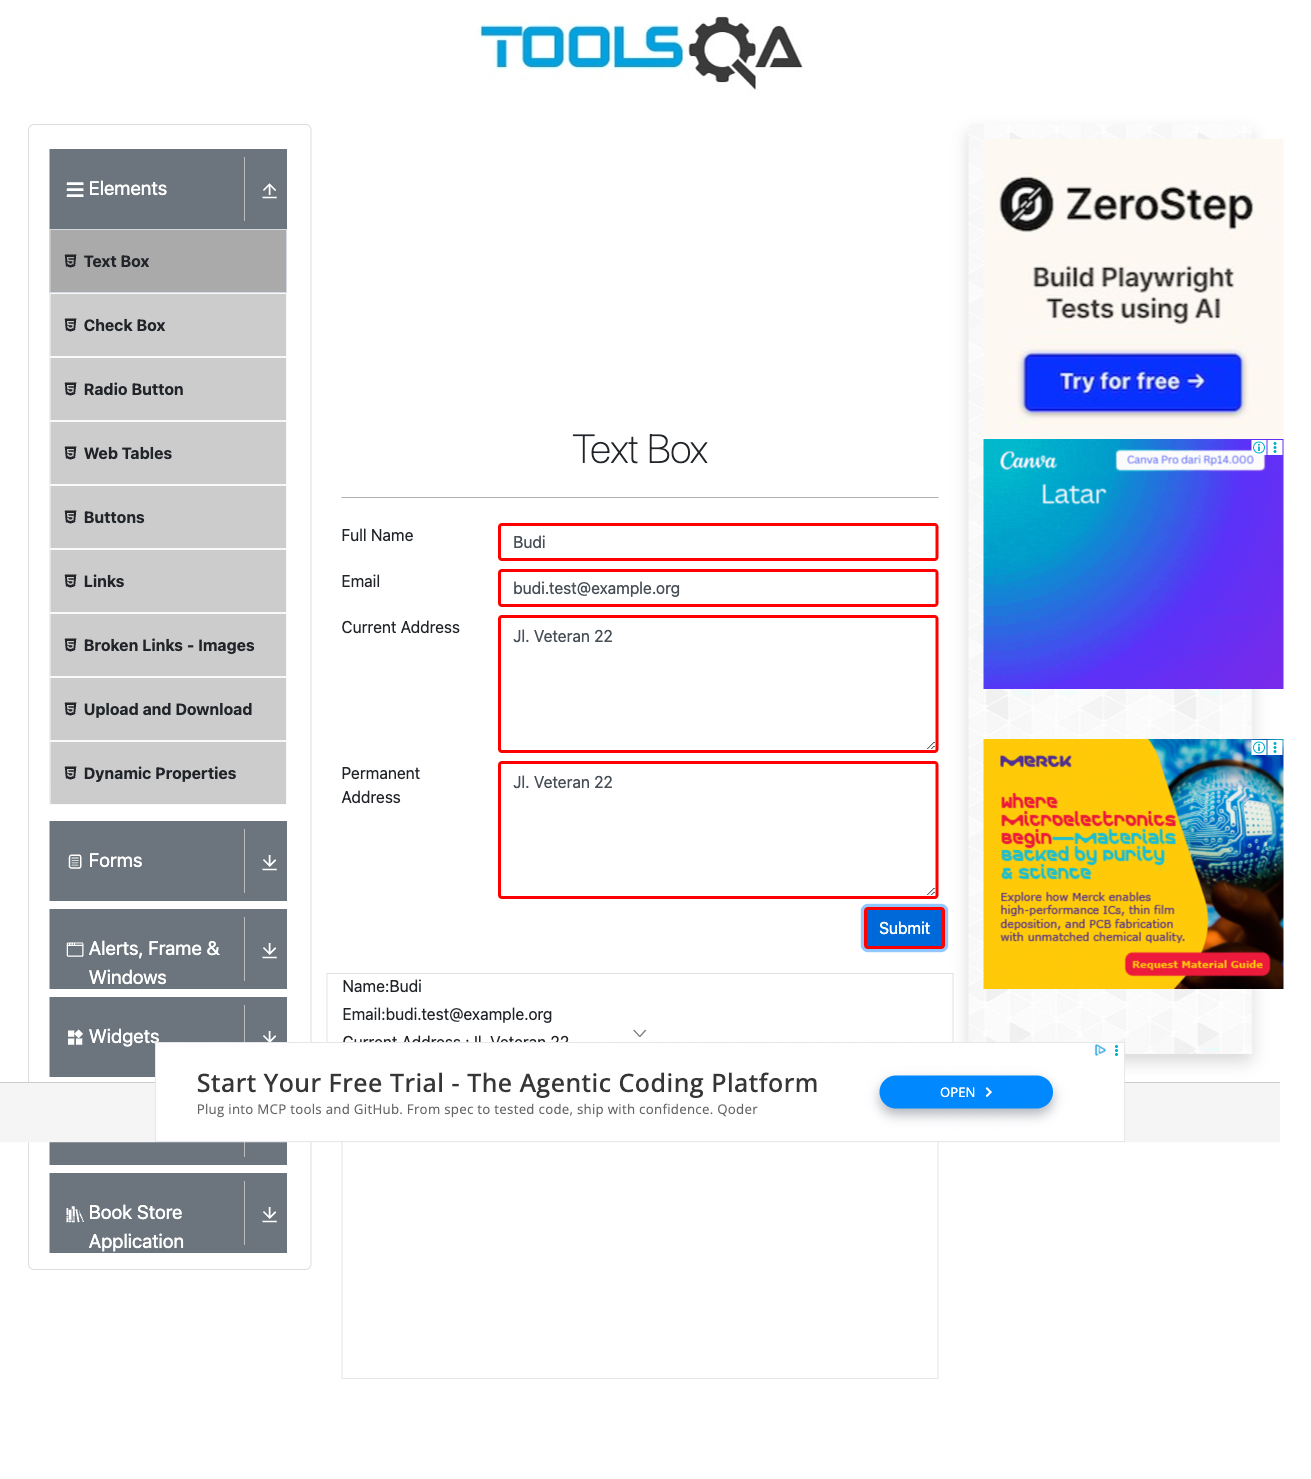 TOOLSQA
Elements
Text Box
Check Box
Radio Button
Web Tables
Buttons
Links
Broken Links - Images
Upload and Download
Dynamic Properties
Forms
Alerts, Frame &
Windows
Widgets
Book Store
Application
Text Box
Full Name
Budi
Email
budi.test@example.org
Current Address
Jl. Veteran 22
Permanent
Address
Jl. Veteran 22
Submit
Name:Budi
Email:budi.test@example.org
Current Address : Jl. Veteran 22
Start Your Free Trial - The Agentic Coding Platform
Plug into MCP tools and GitHub. From spec to tested code, ship with confidence. Qoder
OPEN
ZeroStep
Build Playwright
Tests using AI
Try for free →
Canva
Canva Pro dari Rp14.000
Latar
MERCK
Where
Microelectronics
Begin—Materials
Backed by Purity
& Science
Explore how Merck enables
high-performance ICs, thin film
deposition, and PCB fabrication
with unmatched chemical quality.
Request Material Guide